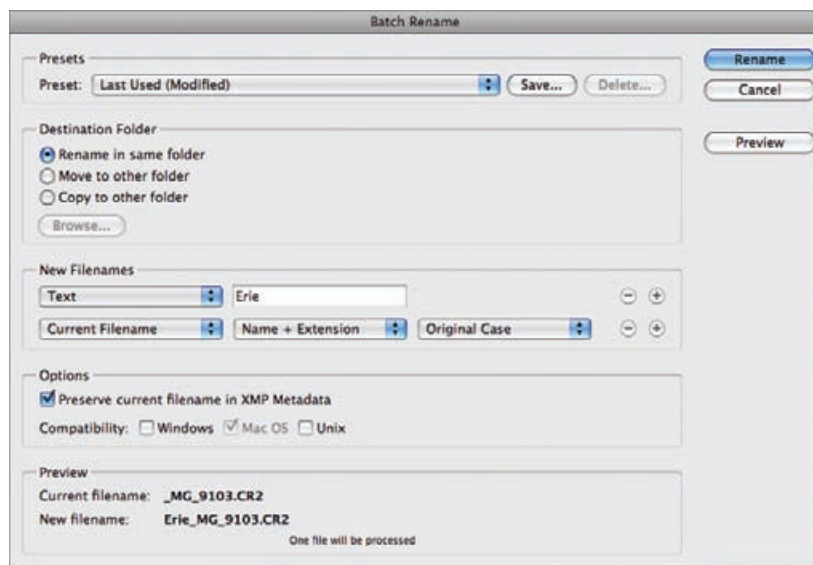 Batch Rename
Presets
Preset: Last Used (Modified) Save... Delete...
Rename
Cancel
Preview
Destination Folder
Rename in same folder
Move to other folder
Copy to other folder
Browse...
New Filenames
Text Erie
Current Filename Name + Extension Original Case
Options
Preserve current filename in XMP Metadata
Compatibility: Windows Mac OS Unix
Preview
Current filename: _MG_9103.CR2
New filename: Erie_MG_9103.CR2
One file will be processed